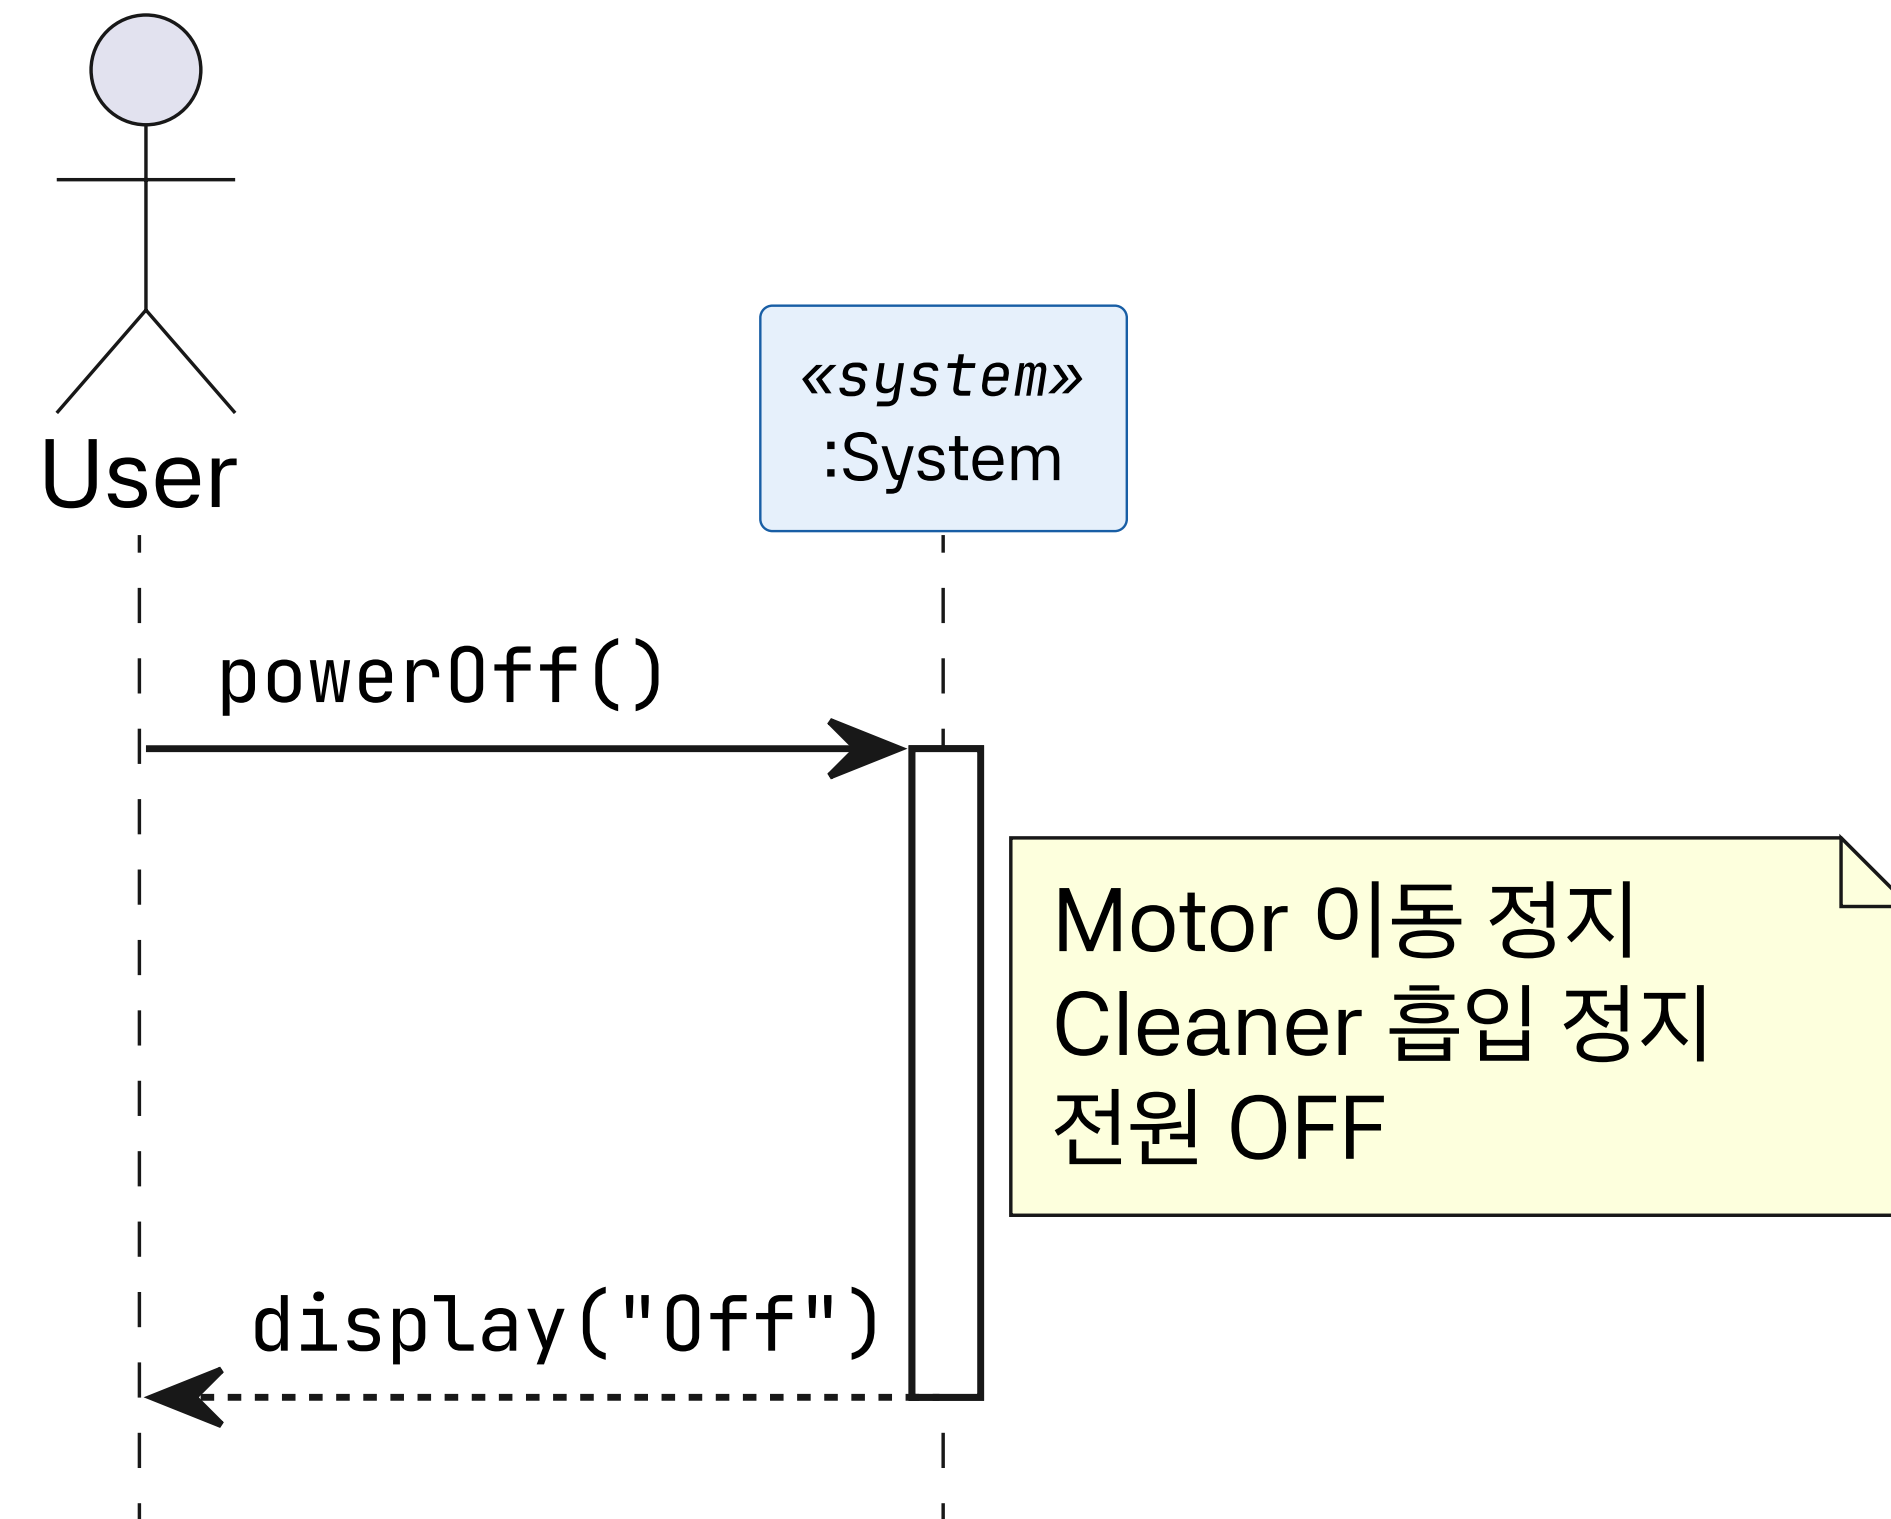 User
«system»
:System
powerOff()
Motor 이동 정지
Cleaner 흡입 정지
전원 OFF
display("Off")